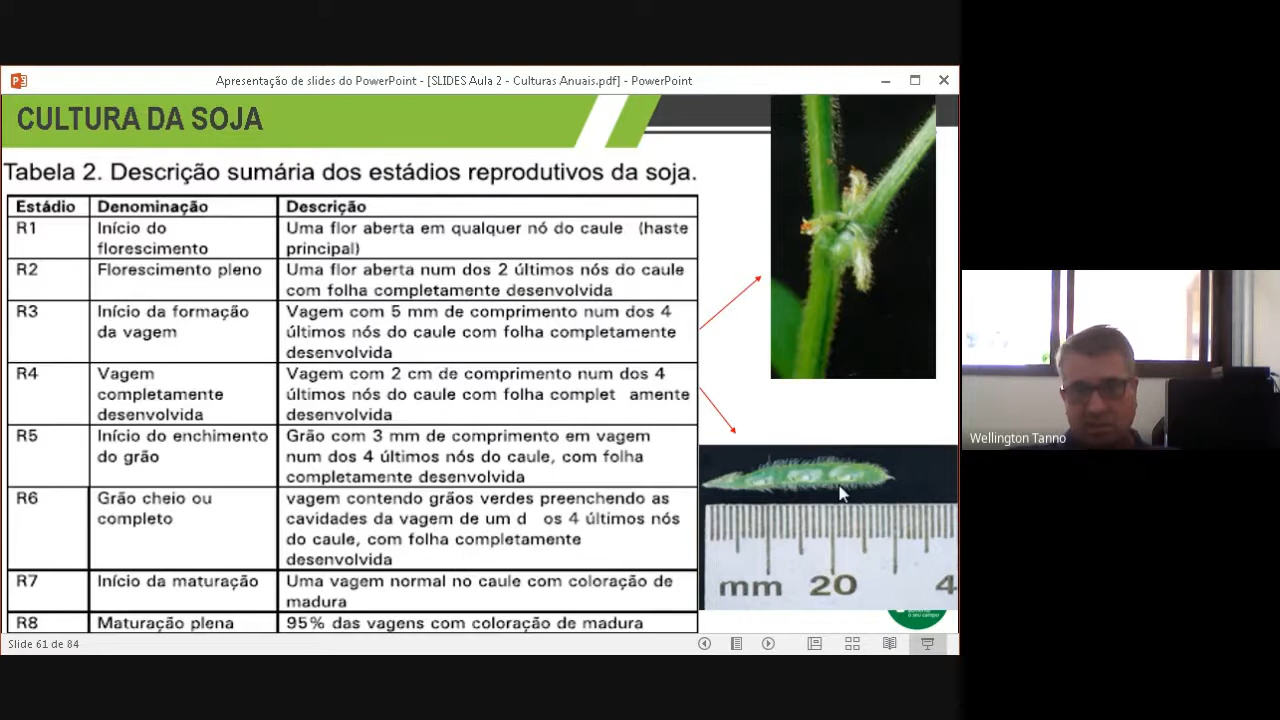 Apresentação de slides do PowerPoint - [SLIDES Aula 2 - Culturas Anuais.pdf] - PowerPoint
CULTURA DA SOJA
Tabela 2. Descrição sumária dos estádios reprodutivos da soja.
Estádio Denominação Descrição
R1 Início do florescimento Uma flor aberta em qualquer nó do caule (haste principal)
R2 Florescimento pleno Uma flor aberta num dos 2 últimos nós do caule com folha completamente desenvolvida
R3 Início da formação da vagem Vagem com 5 mm de comprimento num dos 4 últimos nós do caule com folha completamente desenvolvida
R4 Vagem completamente desenvolvida Vagem com 2 cm de comprimento num dos 4 últimos nós do caule com folha complet amente desenvolvida
R5 Início do enchimento do grão Grão com 3 mm de comprimento em vagem num dos 4 últimos nós do caule, com folha completamente desenvolvida
R6 Grão cheio ou completo vagem contendo grãos verdes preenchendo as cavidades da vagem de um d os 4 últimos nós do caule, com folha completamente desenvolvida
R7 Início da maturação Uma vagem normal no caule com coloração de madura
R8 Maturação plena 95% das vagens com coloração de madura
mm 20 4
o seu campo
Wellington Tanno
Slide 61 de 84